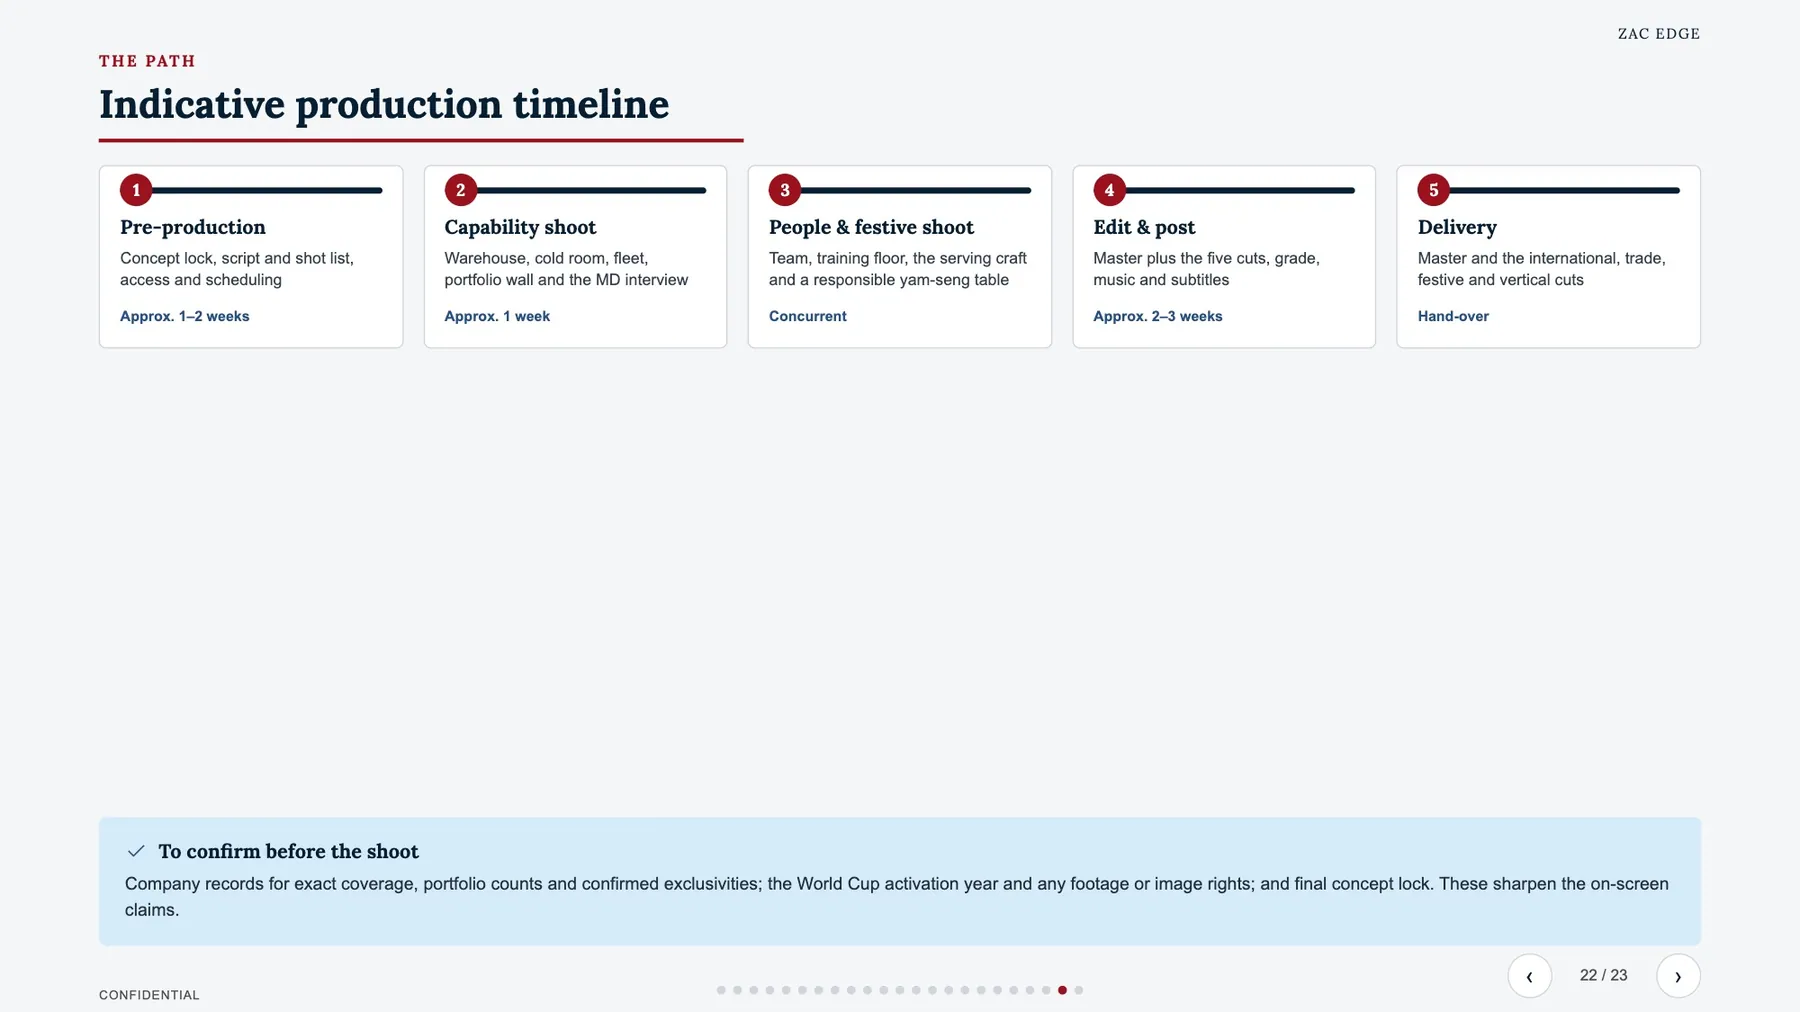 ZAC EDGE
THE PATH
Indicative production timeline
1
Pre-production
Concept lock, script and shot list,
access and scheduling
Approx. 1–2 weeks
2
Capability shoot
Warehouse, cold room, fleet,
portfolio wall and the MD interview
Approx. 1 week
3
People & festive shoot
Team, training floor, the serving craft
and a responsible yam-seng table
Concurrent
4
Edit & post
Master plus the five cuts, grade,
music and subtitles
Approx. 2–3 weeks
5
Delivery
Master and the international, trade,
festive and vertical cuts
Hand-over
To confirm before the shoot
Company records for exact coverage, portfolio counts and confirmed exclusivities; the World Cup activation year and any footage or image rights; and final concept lock. These sharpen the on-screen
claims.
CONFIDENTIAL
‹ 22 / 23 ›